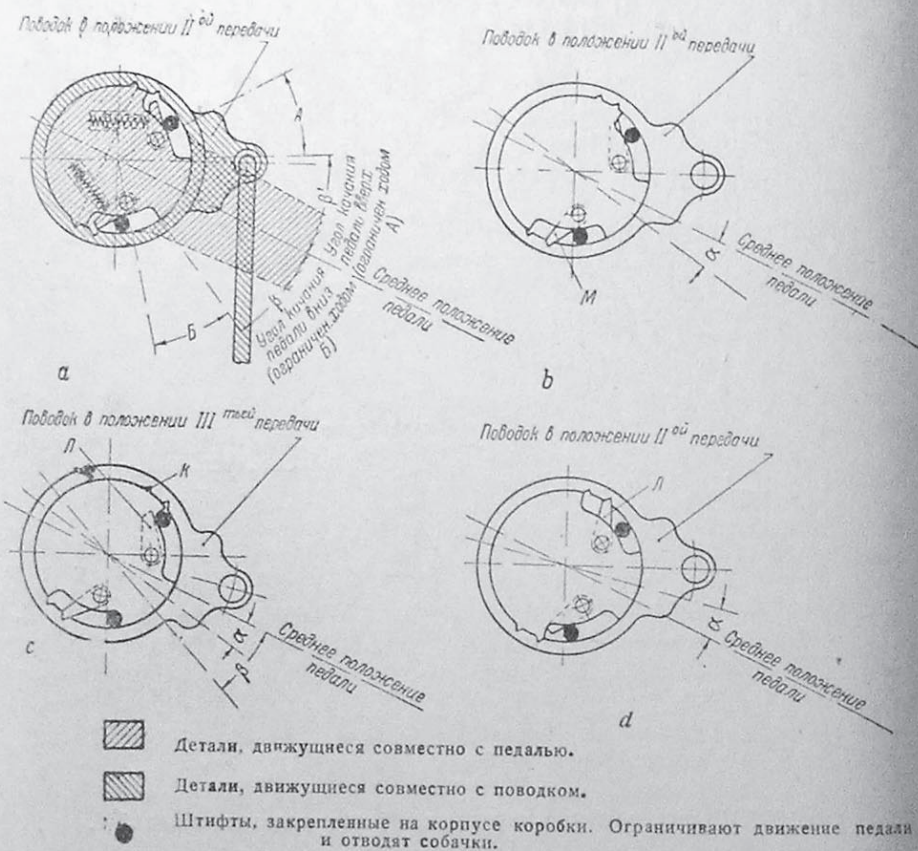 Поводок в положении II ой передачи
А
β'
Угол качания
педаль вверх
(ограничен ходом
А)
β
Угол качания
педали вниз
(ограничен ходом
Б)
Б
Среднее положение
педали
а
Поводок в положении II ой передачи
М
α
Среднее положение
педали
b
Поводок в положении III тьей передачи
Л
К
α
β
Среднее положение
педали
с
Поводок в положении II ой передачи
Л
α
Среднее положение
педали
d
Детали, движущиеся совместно с педалью.
Детали, движущиеся совместно с поводком.
Штифты, закрепленные на корпусе коробки. Ограничивают движение педали
и отводят собачки.